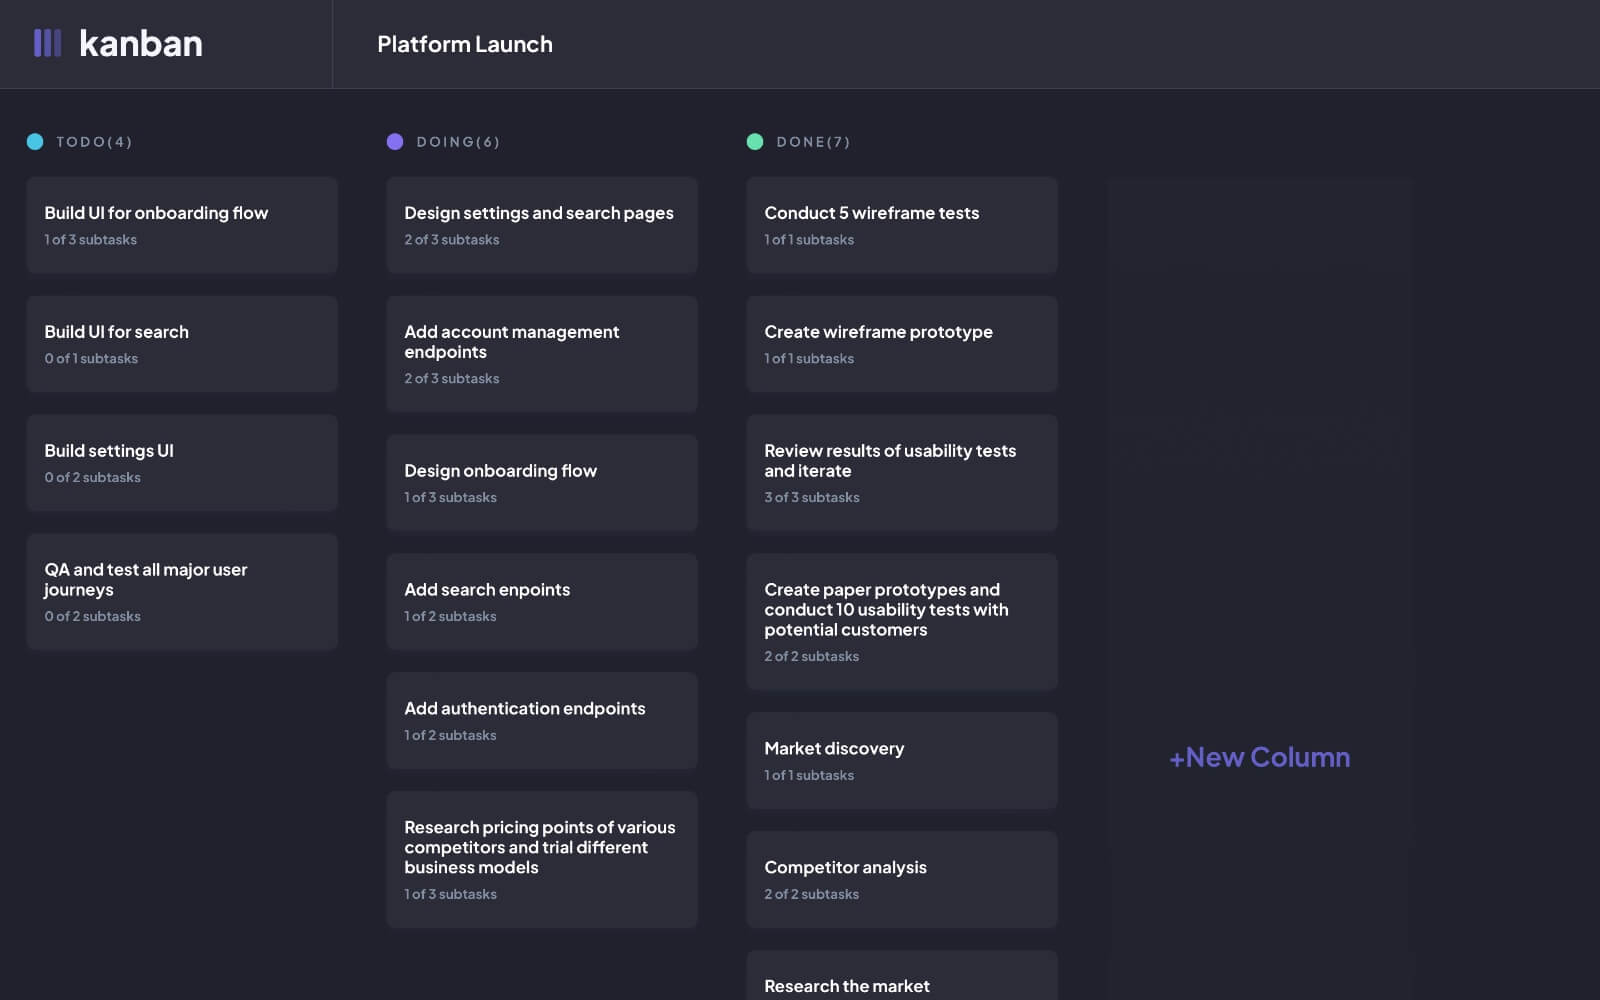 kanban
Platform Launch
TODO(4)
Build UI for onboarding flow
1 of 3 subtasks
Build UI for search
0 of 1 subtasks
Build settings UI
0 of 2 subtasks
QA and test all major user
journeys
0 of 2 subtasks
DOING(6)
Design settings and search pages
2 of 3 subtasks
Add account management
endpoints
2 of 3 subtasks
Design onboarding flow
1 of 3 subtasks
Add search enpoints
1 of 2 subtasks
Add authentication endpoints
1 of 2 subtasks
Research pricing points of various
competitors and trial different
business models
1 of 3 subtasks
DONE(7)
Conduct 5 wireframe tests
1 of 1 subtasks
Create wireframe prototype
1 of 1 subtasks
Review results of usability tests
and iterate
3 of 3 subtasks
Create paper prototypes and
conduct 10 usability tests with
potential customers
2 of 2 subtasks
Market discovery
1 of 1 subtasks
Competitor analysis
2 of 2 subtasks
Research the market
+New Column